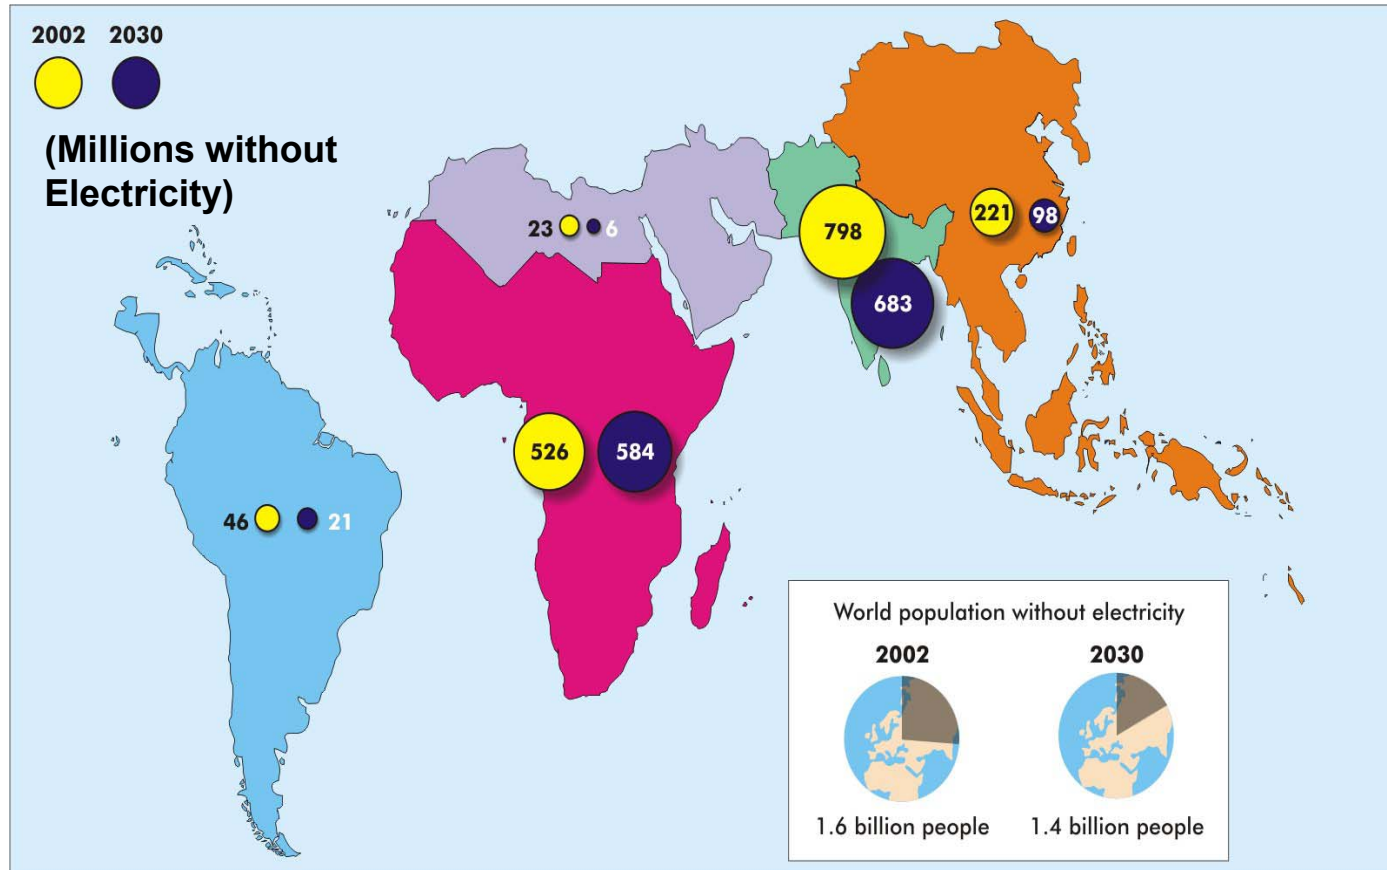 2002 2030
(Millions without
Electricity)
23 6
798
683
221 98
526 584
46 21
World population without electricity
2002 2030
1.6 billion people 1.4 billion people